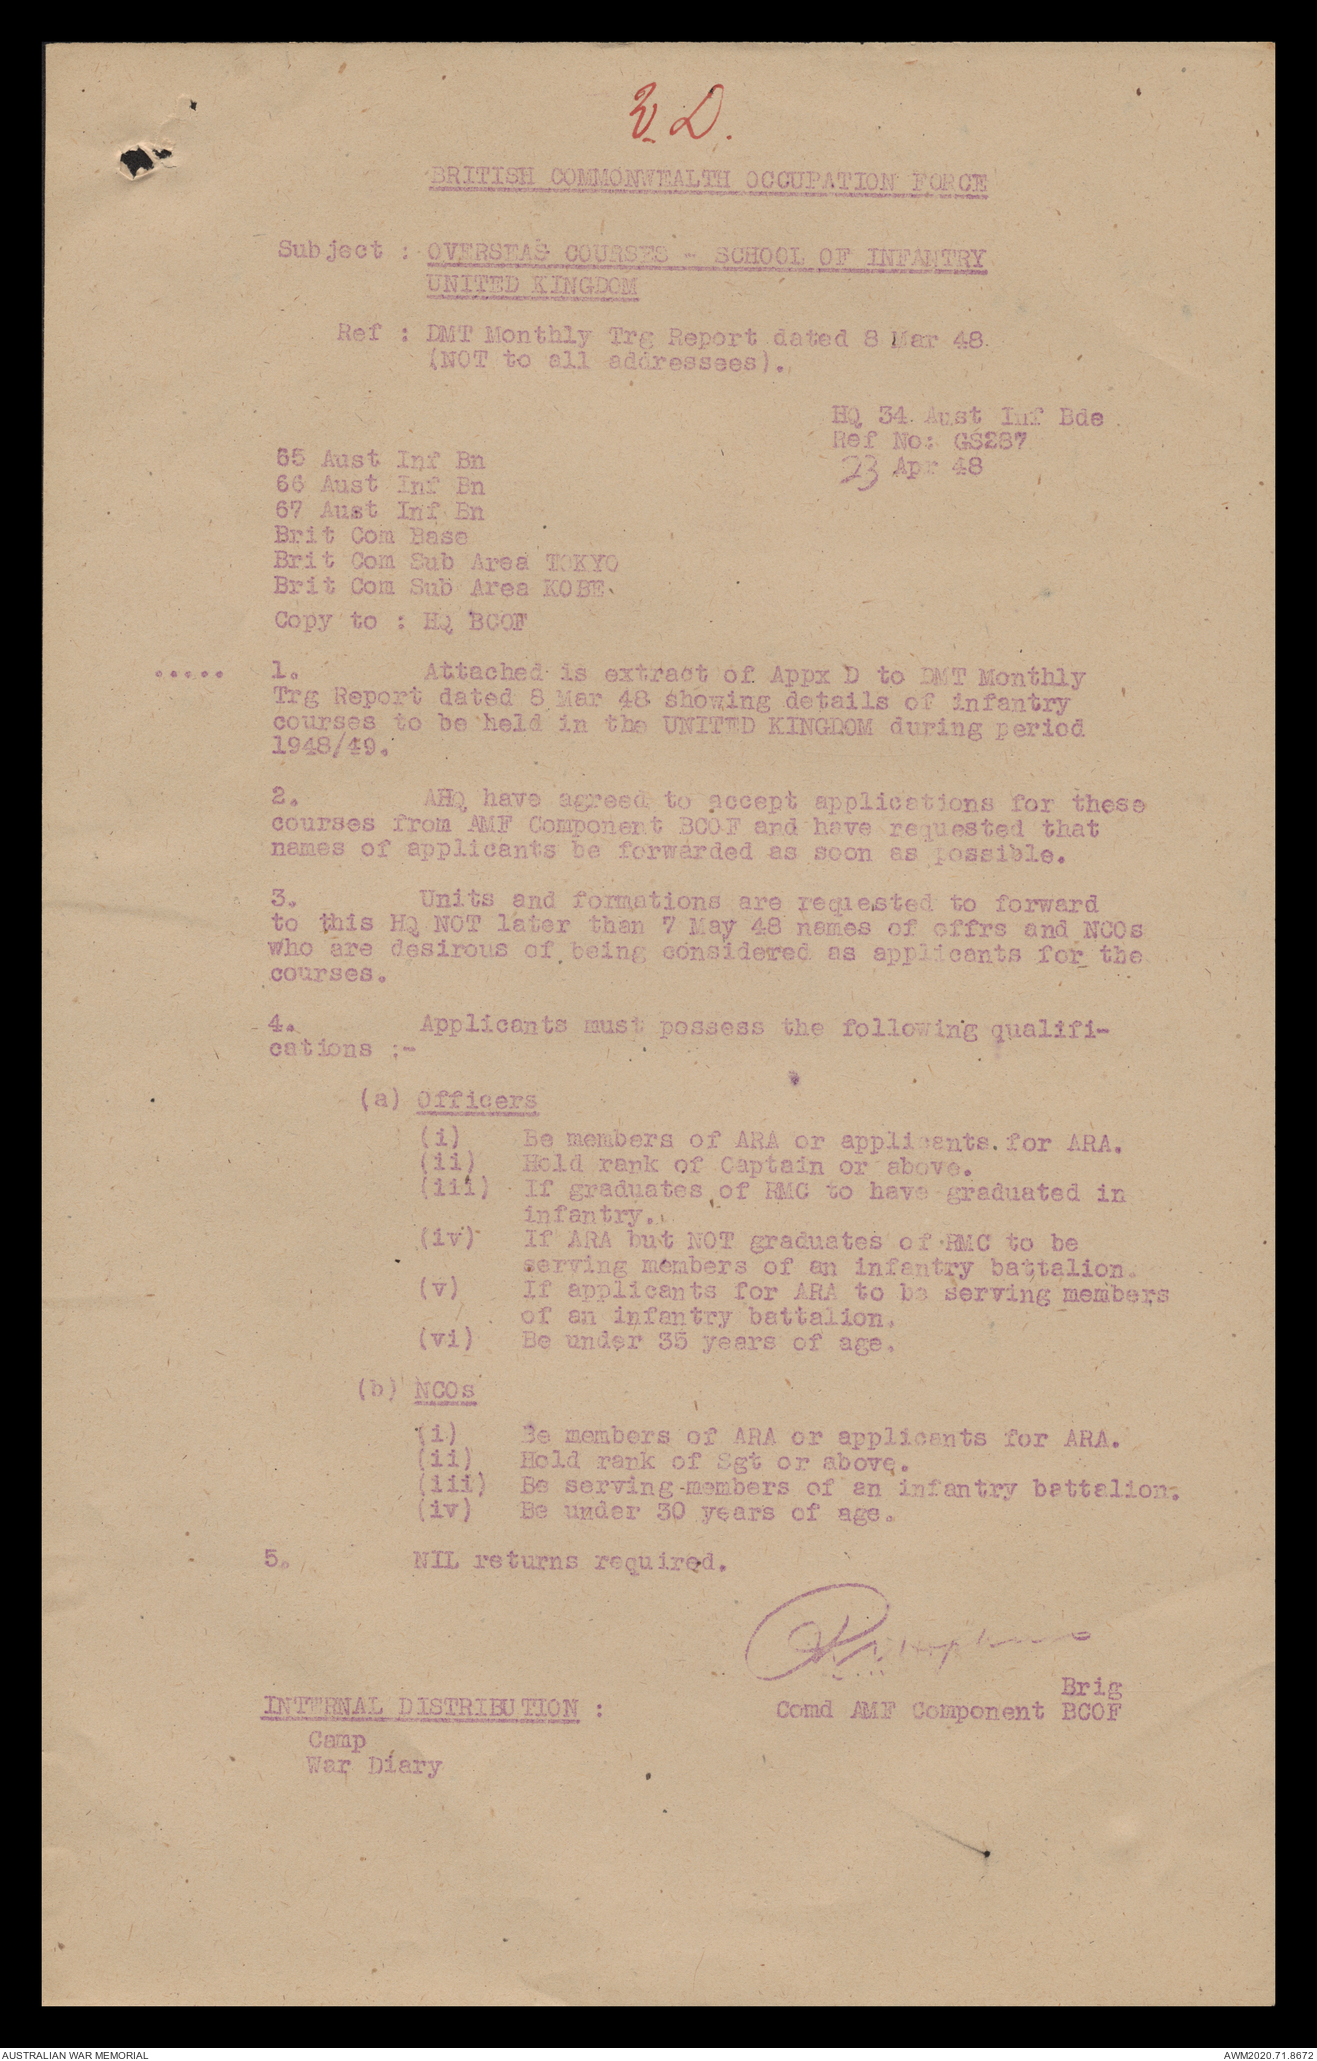 W.D.
BRITISH COMMONWEALTH OCCUPATION FORCE
Subject : OVERSEAS COURSES - SCHOOL OF INFANTRY
UNITED KINGDOM
Ref : DMT Monthly Trg Report dated 8 Mar 48
(NOT to all addressees).
HQ 34 Aust Inf Bde
Ref No: GS287
23 Apr 48
65 Aust Inf Bn
66 Aust Inf Bn
67 Aust Inf Bn
Brit Com Base
Brit Com Sub Area TOKYO
Brit Com Sub Area KOBE.
Copy to : HQ BCOF
..... 1. Attached is extract of Appx D to DMT Monthly
Trg Report dated 8 Mar 48 showing details of infantry
courses to be held in the UNITED KINGDOM during period
1948/49.
2. AHQ have agreed to accept applications for these
courses from AMF Component BCOF and have requested that
names of applicants be forwarded as soon as possible.
3. Units and formations are requested to forward
to this HQ NOT later than 7 May 48 names of offrs and NCOs
who are desirous of being considered as applicants for the
courses.
4. Applicants must possess the following qualifi-
cations :-
(a) Officers
(i) Be members of ARA or applicants for ARA.
(ii) Hold rank of Captain or above.
(iii) If graduates of RMC to have graduated in
infantry.
(iv) If ARA but NOT graduates of RMC to be
serving members of an infantry battalion.
(v) If applicants for ARA to be serving members
of an infantry battalion.
(vi) Be under 35 years of age.
(b) NCOs
(i) Be members of ARA or applicants for ARA.
(ii) Hold rank of Sgt or above.
(iii) Be serving members of an infantry battalion.
(iv) Be under 30 years of age.
5. NIL returns required.
Brig
Comd AMF Component BCOF
INTERNAL DISTRIBUTION :
Camp
War Diary
AUSTRALIAN WAR MEMORIAL
AWM2020.71.8672